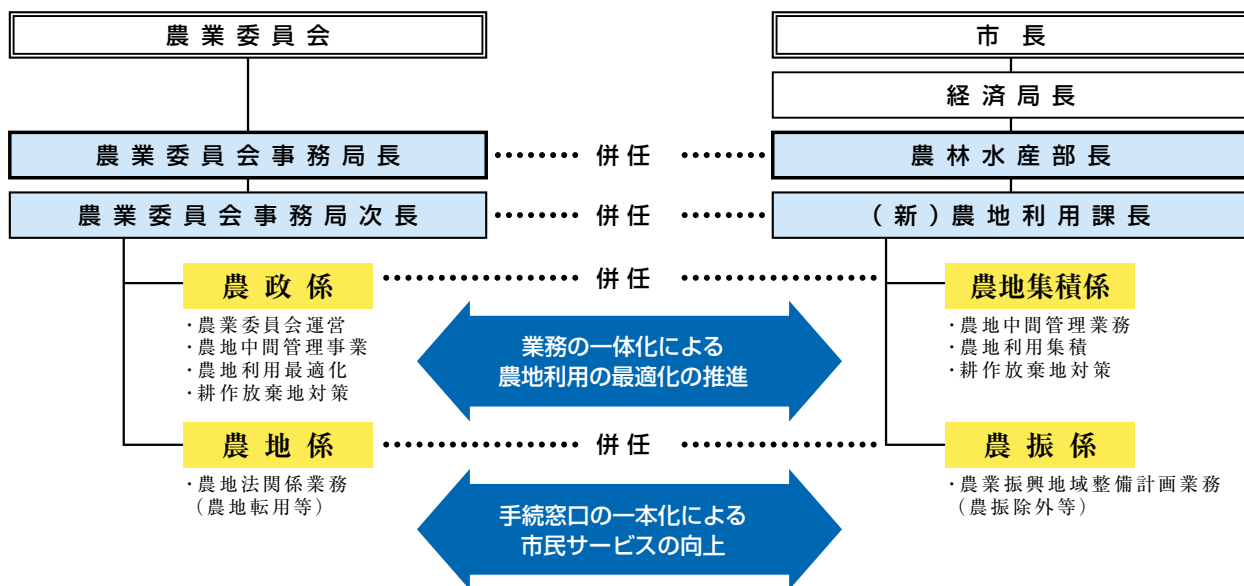 農業委員会
市長
経済局長
農業委員会事務局長 ‥‥‥‥ 併任 ‥‥‥‥ 農林水産部長
農業委員会事務局次長 ‥‥‥‥ 併任 ‥‥‥‥ (新)農地利用課長
農政係 ‥‥‥‥ 併任 ‥‥‥‥ 農地集積係
・農業委員会運営
・農地中間管理事業
・農地利用最適化
・耕作放棄地対策
業務の一体化による
農地利用の最適化の推進
・農地中間管理業務
・農地利用集積
・耕作放棄地対策
農地係 ‥‥‥‥ 併任 ‥‥‥‥ 農振係
・農地法関係業務
(農地転用等)
手続窓口の一本化による
市民サービスの向上
・農業振興地域整備計画業務
(農振除外等)